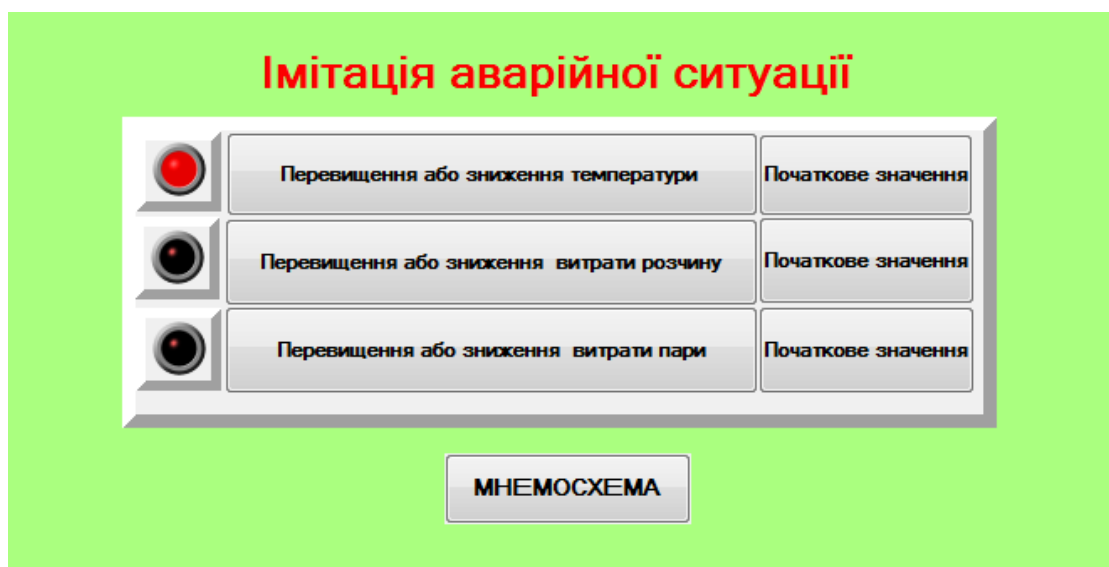 Імітація аварійної ситуації
Перевищення або зниження температури Початкове значення
Перевищення або зниження витрати розчину Початкове значення
Перевищення або зниження витрати пари Початкове значення
МНЕМОСХЕМА